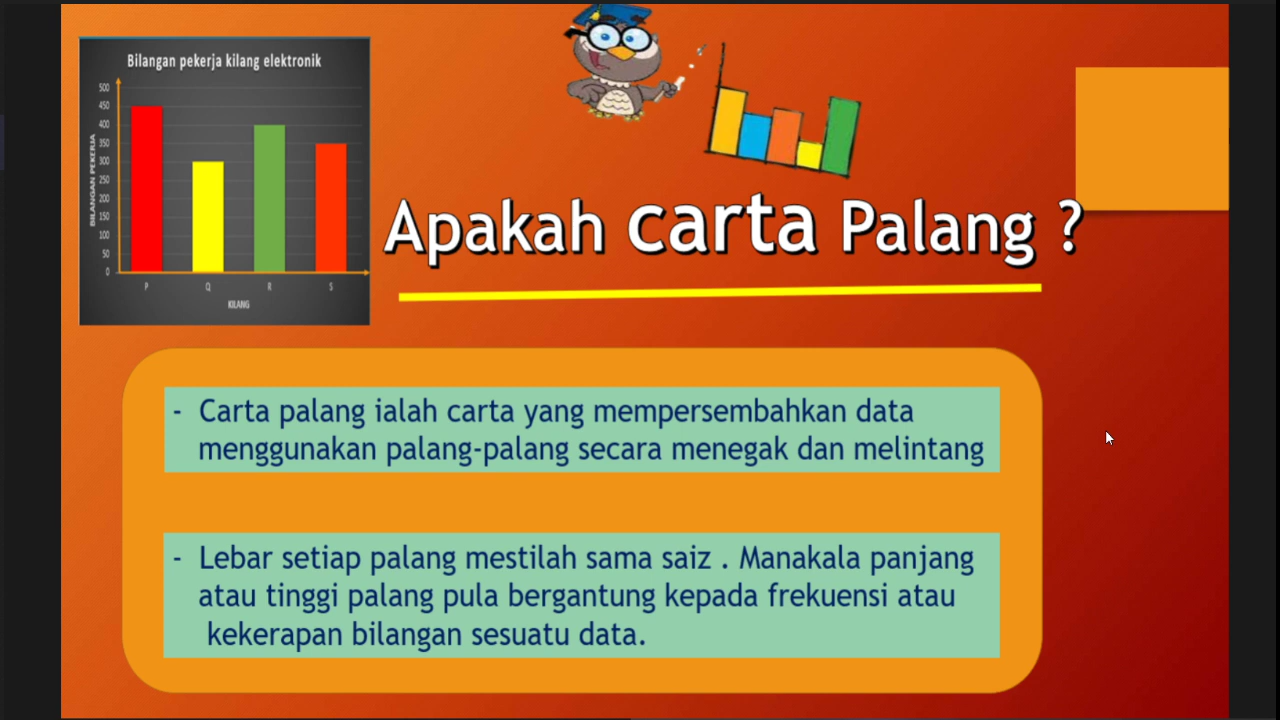 Bilangan pekerja kilang elektronik
500
450
400
350
300
250
200
150
100
50
0
BILANGAN PEKERJA
P Q R S
KILANG
Apakah carta Palang ?
- Carta palang ialah carta yang mempersembahkan data
menggunakan palang-palang secara menegak dan melintang
- Lebar setiap palang mestilah sama saiz . Manakala panjang
atau tinggi palang pula bergantung kepada frekuensi atau
kekerapan bilangan sesuatu data.